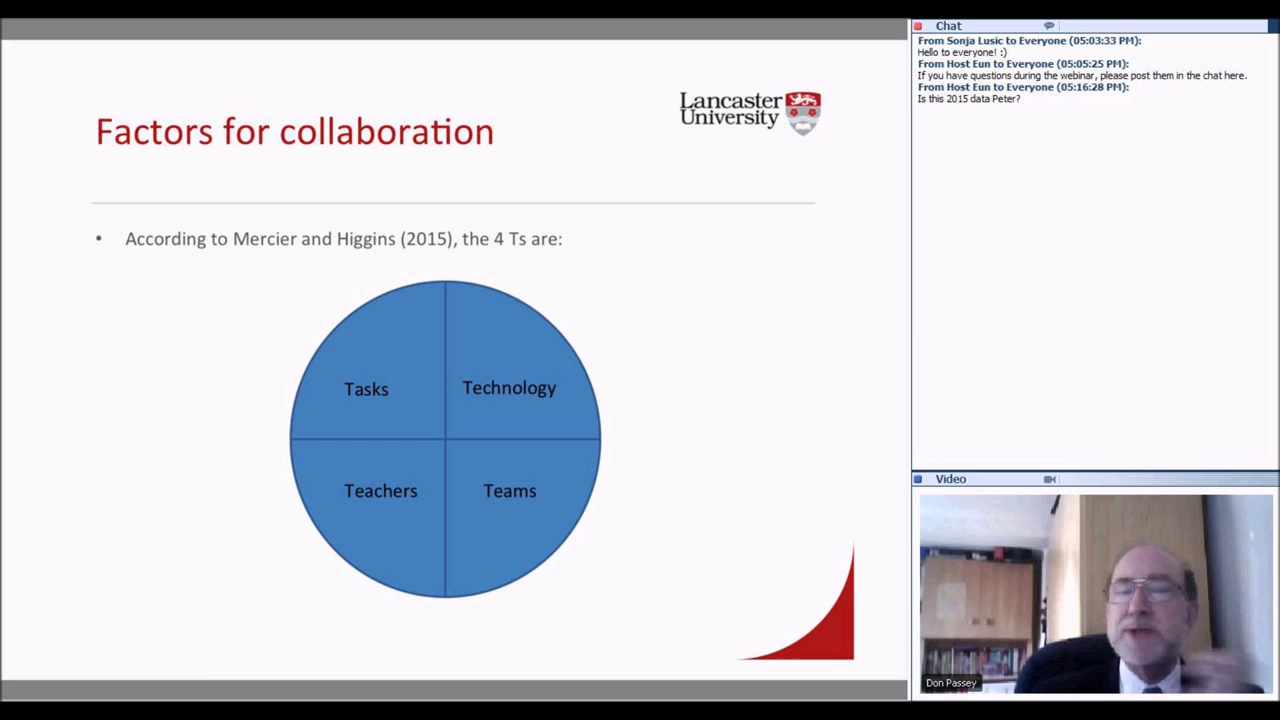 Factors for collaboration
Lancaster
University
• According to Mercier and Higgins (2015), the 4 Ts are:
Tasks
Technology
Teachers
Teams
Chat
From Sonja Lusic to Everyone (05:03:33 PM):
Hello to everyone! :)
From Host Eun to Everyone (05:05:25 PM):
If you have questions during the webinar, please post them in the chat here.
From Host Eun to Everyone (05:16:28 PM):
Is this 2015 data Peter?
Video
Don Passey